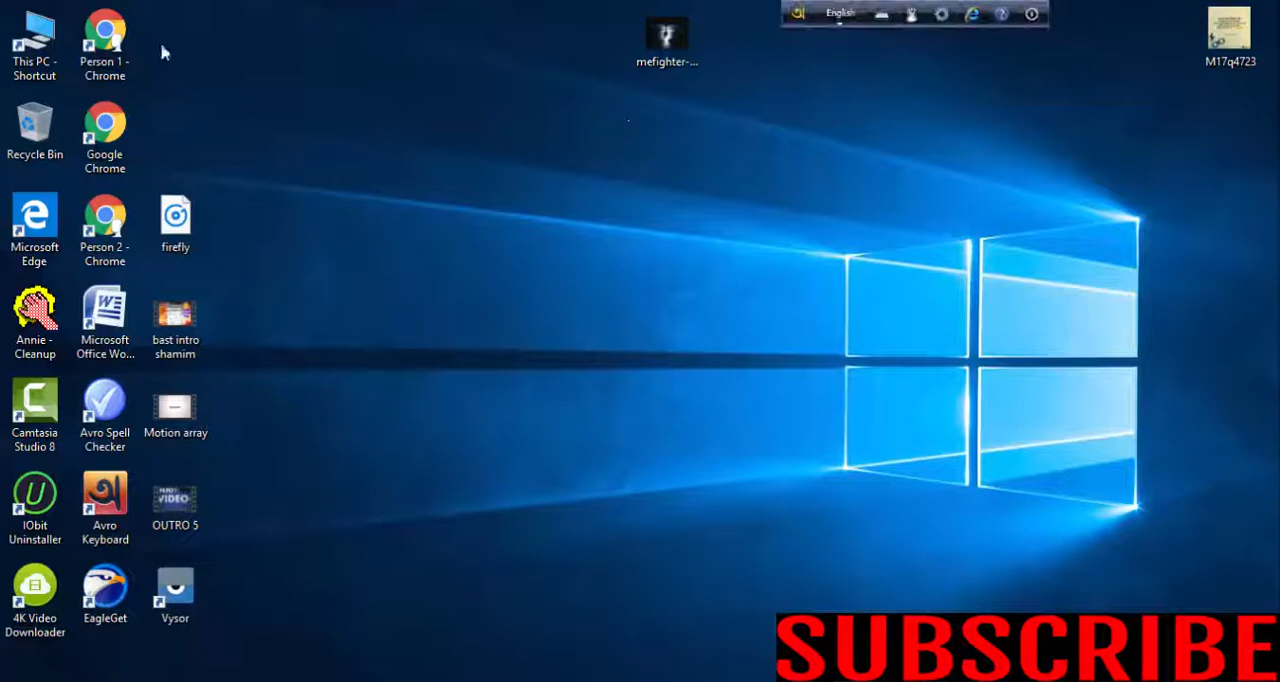 This PC -
Shortcut
Person 1 -
Chrome
mefighter-...
English
M17q4723
Recycle Bin
Google
Chrome
Microsoft
Edge
Person 2 -
Chrome
firefly
Annie -
Cleanup
Microsoft
Office Wo...
bast intro
shamim
Camtasia
Studio 8
Avro Spell
Checker
Motion array
IObit
Uninstaller
অ
Avro
Keyboard
VIDEO
OUTRO 5
4K Video
Downloader
EagleGet
Vysor
SUBSCRIBE